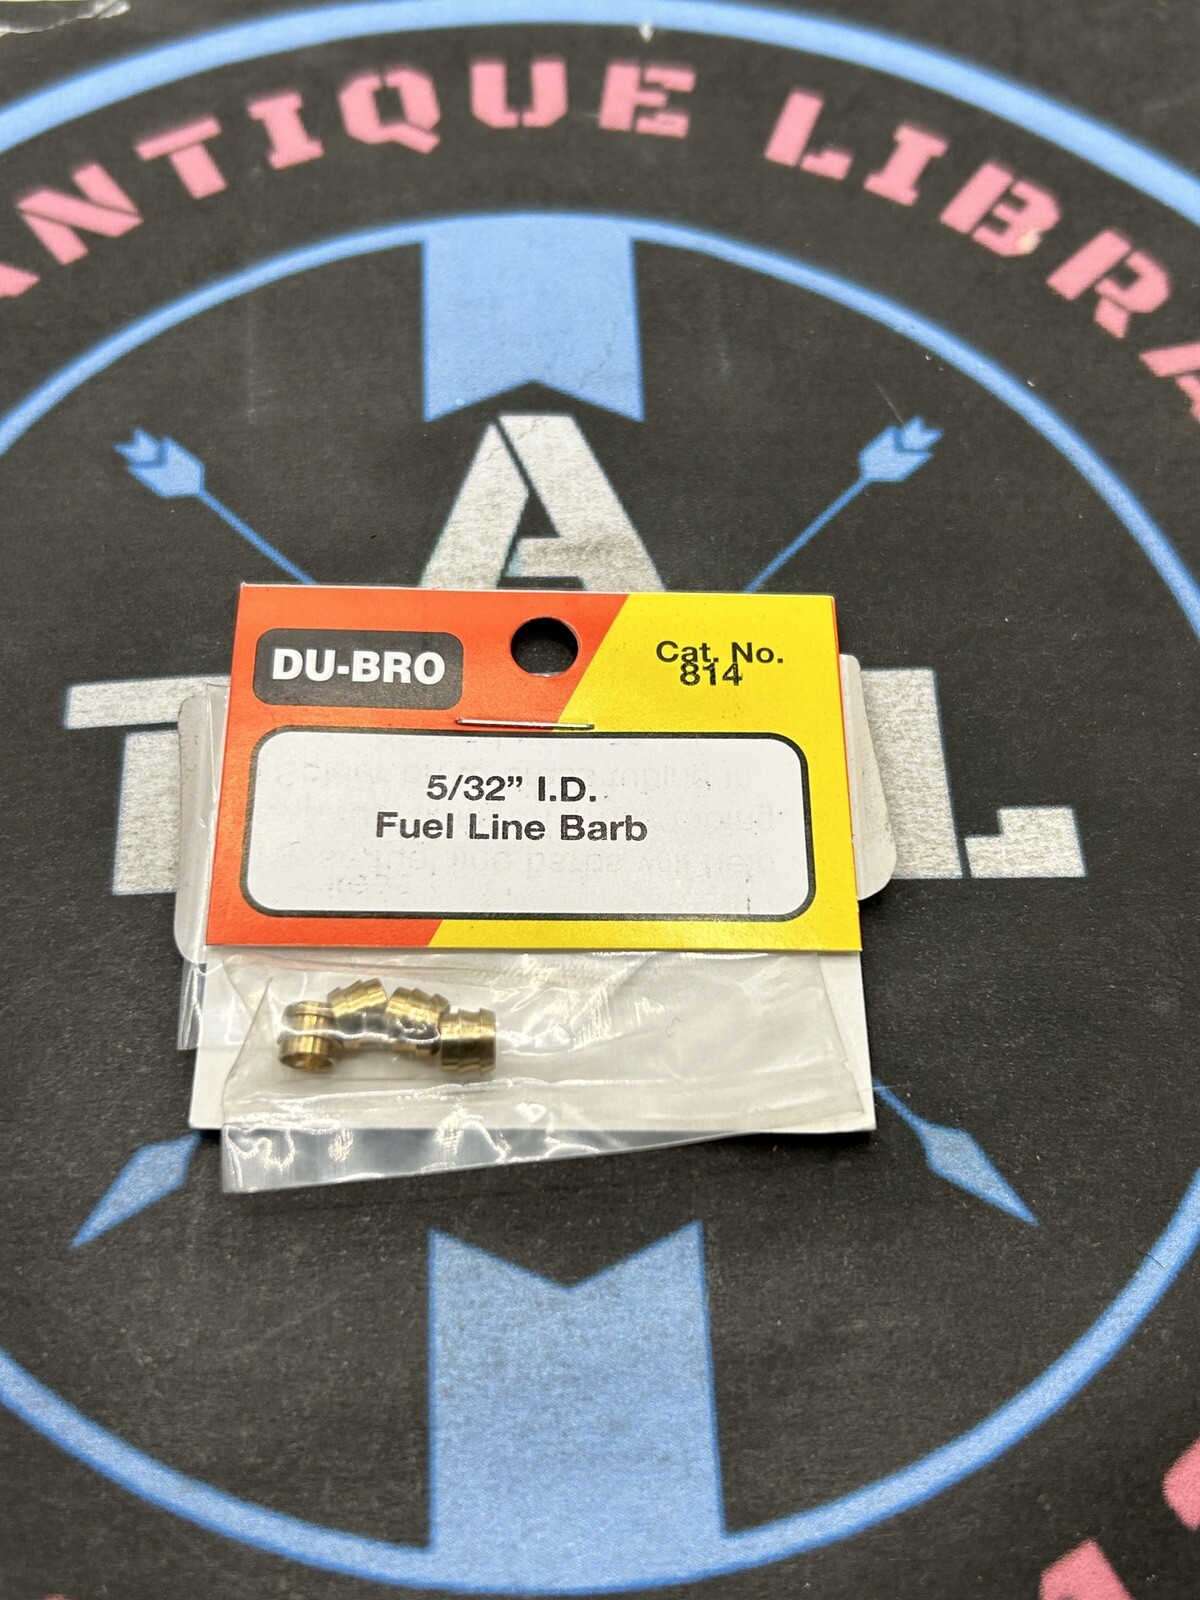 ANTIQUE LIBRA
A
T L
DU-BRO
Cat. No.
814
5/32” I.D.
Fuel Line Barb